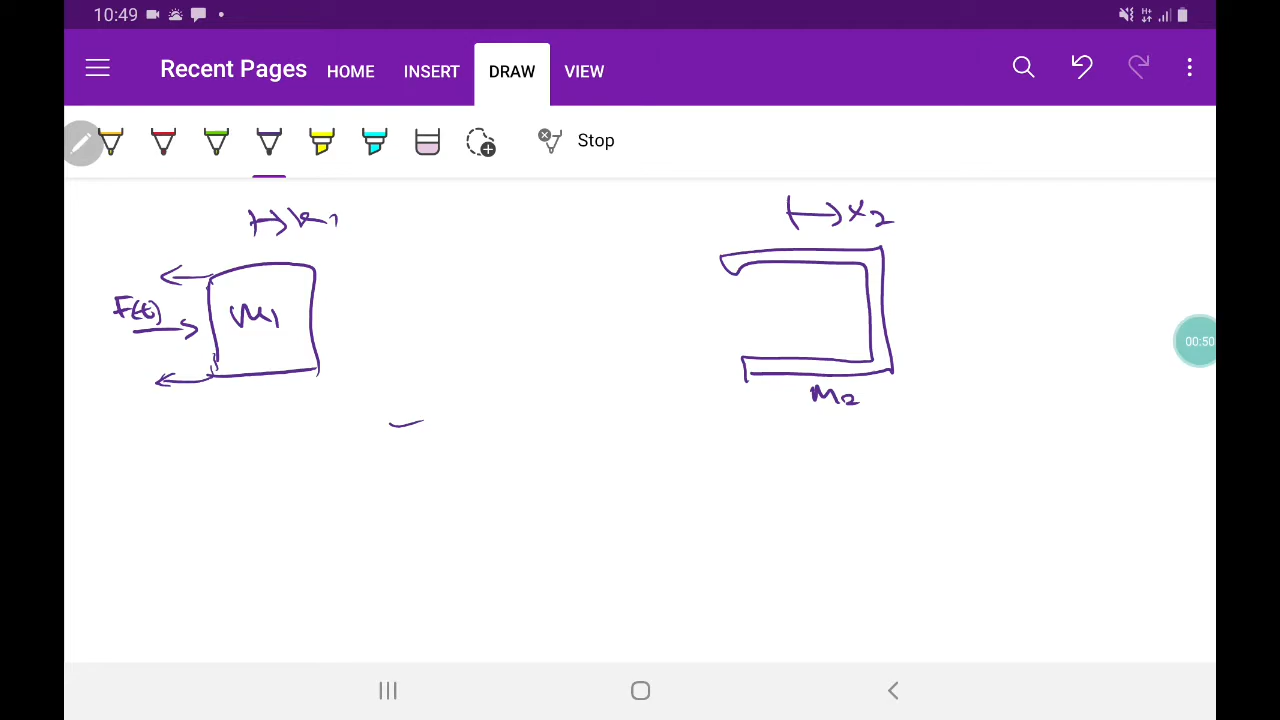 10:49
H+
Recent Pages HOME INSERT DRAW VIEW
Stop
x1
x2
F(t)
m1
00:50
m2